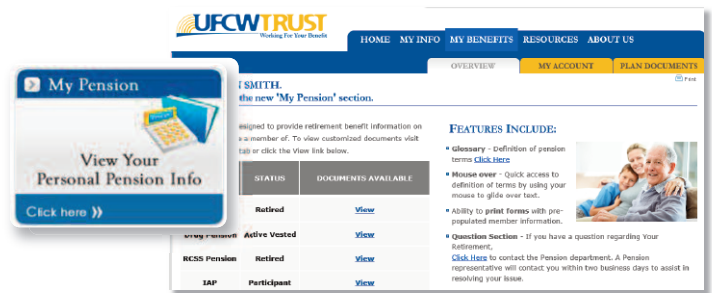 My Pension
View Your
Personal Pension Info
Click here
UFCWTRUST
Working For Your Benefit
HOME MY INFO MY BENEFITS RESOURCES ABOUT US
OVERVIEW MY ACCOUNT PLAN DOCUMENTS
Print
SMITH.
the new 'My Pension' section.
signed to provide retirement benefit information on
a member of. To view customized documents visit
tab or click the View link below.
STATUS DOCUMENTS AVAILABLE
Retired View
Drug Pension Active Vested View
RCSS Pension Retired View
IAP Participant View
FEATURES INCLUDE:
Glossary - Definition of pension
terms Click Here
Mouse over - Quick access to
definition of terms by using your
mouse to glide over text.
Ability to print forms with pre-
populated member information.
Question Section - If you have a question regarding Your
Retirement,
Click Here to contact the Pension department. A Pension
representative will contact you within two business days to assist in
resolving your issue.